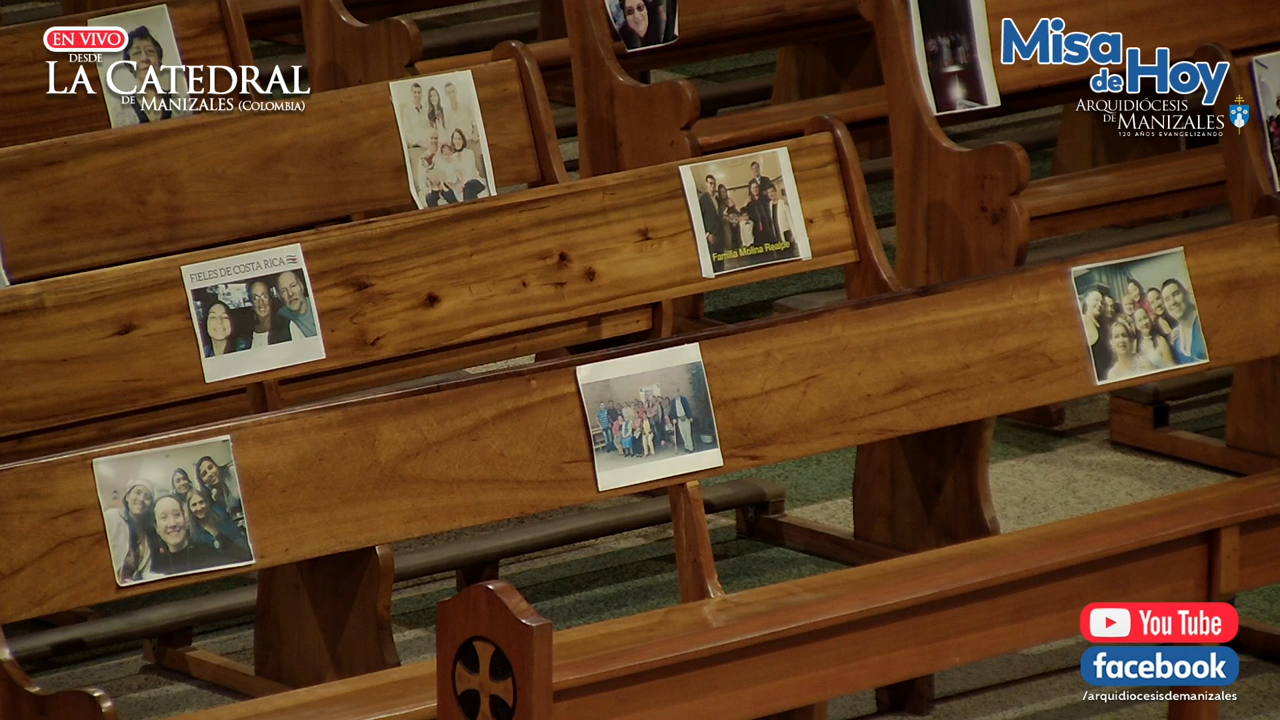 EN VIVO
DESDE
LA CATEDRAL
DE MANIZALES (COLOMBIA)
Misa
de Hoy
ARQUIDIÓCESIS
DE MANIZALES
120 AÑOS EVANGELIZANDO
FIELES DE COSTA RICA
Familia Molina Realpe
You Tube
facebook
/arquidiocesisdemanizales